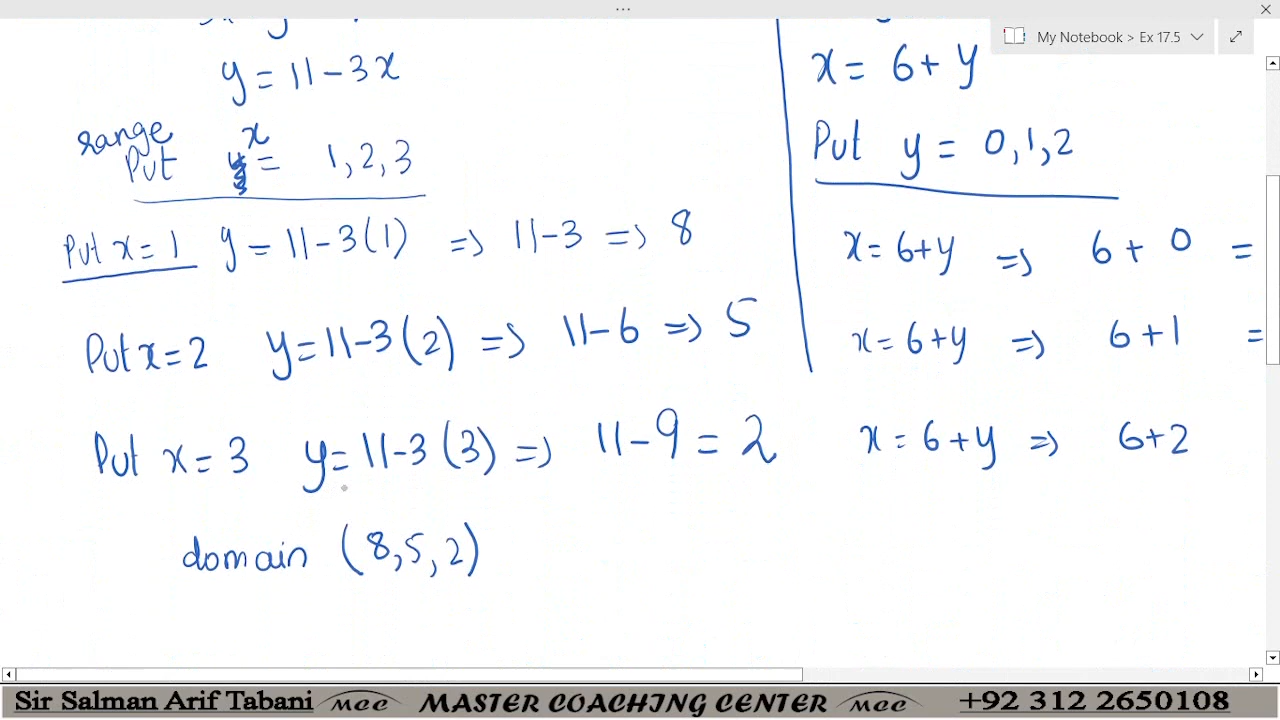 My Notebook > Ex 17.5
y = 11 - 3x
range
Put x = 1, 2, 3
Put x = 1 y = 11 - 3(1) => 11 - 3 => 8
Put x = 2 y = 11 - 3(2) => 11 - 6 => 5
Put x = 3 y = 11 - 3(3) => 11 - 9 = 2
domain (8, 5, 2)
x = 6 + y
Put y = 0, 1, 2
x = 6 + y => 6 + 0 =
x = 6 + y => 6 + 1 =
x = 6 + y => 6 + 2
Sir Salman Arif Tabani mcc MASTER COACHING CENTER mcc +92 312 2650108